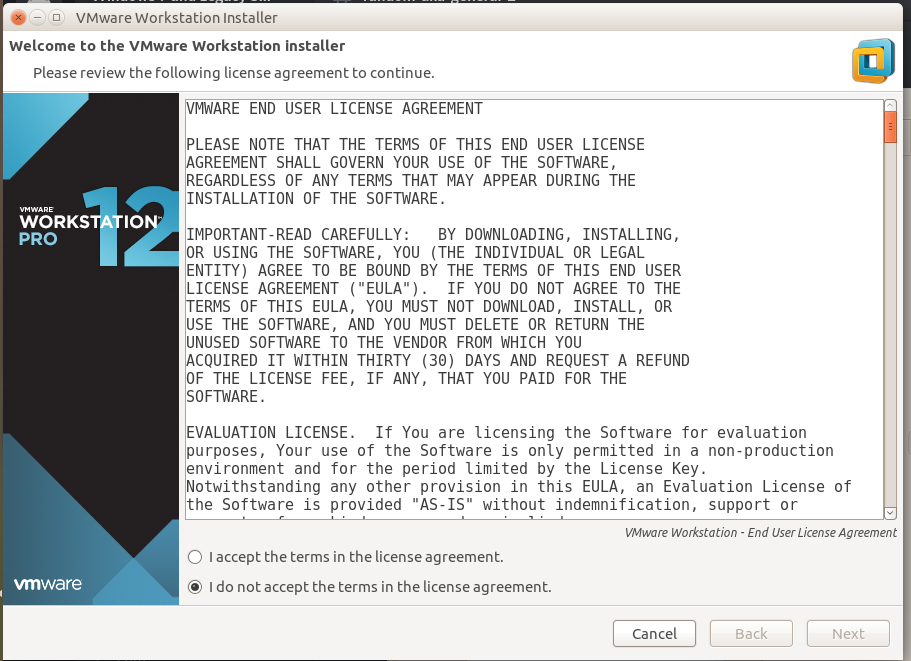 VMware Workstation Installer
Welcome to the VMware Workstation installer
Please review the following license agreement to continue.
VMWARE
WORKSTATION™
PRO
12
vmware
VMWARE END USER LICENSE AGREEMENT
PLEASE NOTE THAT THE TERMS OF THIS END USER LICENSE
AGREEMENT SHALL GOVERN YOUR USE OF THE SOFTWARE,
REGARDLESS OF ANY TERMS THAT MAY APPEAR DURING THE
INSTALLATION OF THE SOFTWARE.
IMPORTANT-READ CAREFULLY:   BY DOWNLOADING, INSTALLING,
OR USING THE SOFTWARE, YOU (THE INDIVIDUAL OR LEGAL
ENTITY) AGREE TO BE BOUND BY THE TERMS OF THIS END USER
LICENSE AGREEMENT ("EULA").  IF YOU DO NOT AGREE TO THE
TERMS OF THIS EULA, YOU MUST NOT DOWNLOAD, INSTALL, OR
USE THE SOFTWARE, AND YOU MUST DELETE OR RETURN THE
UNUSED SOFTWARE TO THE VENDOR FROM WHICH YOU
ACQUIRED IT WITHIN THIRTY (30) DAYS AND REQUEST A REFUND
OF THE LICENSE FEE, IF ANY, THAT YOU PAID FOR THE
SOFTWARE.
EVALUATION LICENSE.  If You are licensing the Software for evaluation
purposes, Your use of the Software is only permitted in a non-production
environment and for the period limited by the License Key.
Notwithstanding any other provision in this EULA, an Evaluation License of
the Software is provided "AS-IS" without indemnification, support or
VMware Workstation - End User License Agreement
I accept the terms in the license agreement.
I do not accept the terms in the license agreement.
Cancel
Back
Next